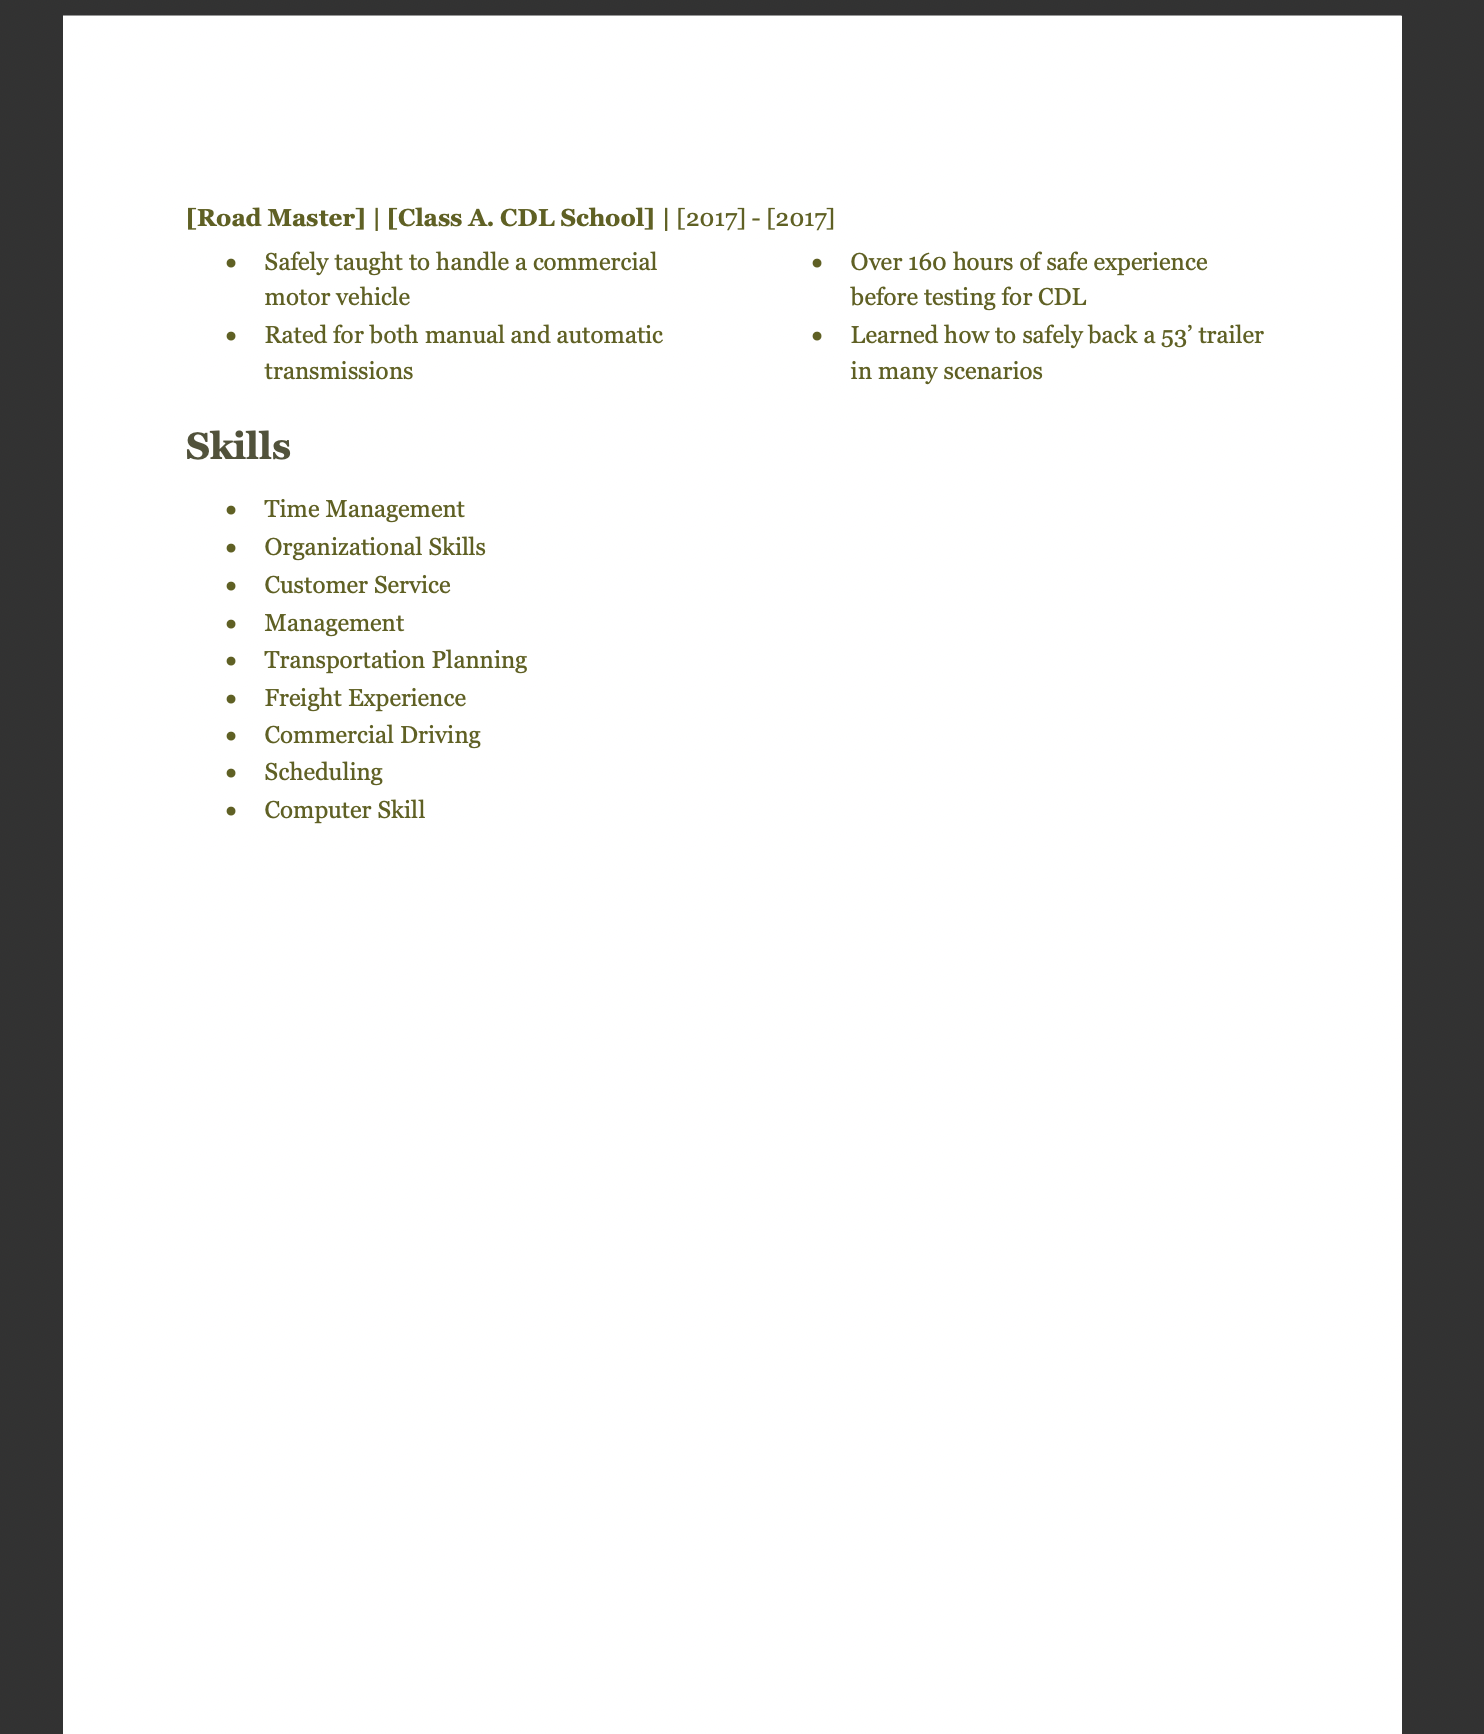 [Road Master] | [Class A. CDL School] | [2017] - [2017]
• Safely taught to handle a commercial
motor vehicle
• Rated for both manual and automatic
transmissions
• Over 160 hours of safe experience
before testing for CDL
• Learned how to safely back a 53’ trailer
in many scenarios
Skills
• Time Management
• Organizational Skills
• Customer Service
• Management
• Transportation Planning
• Freight Experience
• Commercial Driving
• Scheduling
• Computer Skill